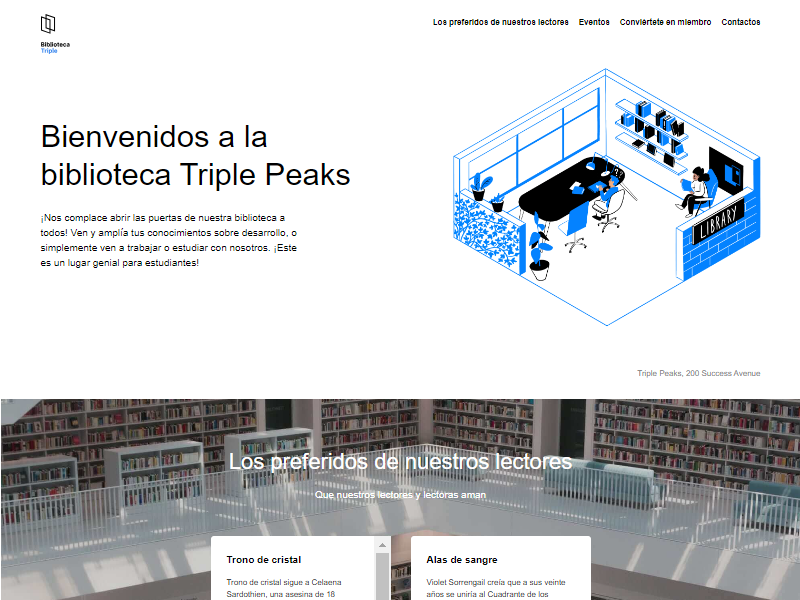 Biblioteca
Triple
Los preferidos de nuestros lectores Eventos Conviértete en miembro Contactos
Bienvenidos a la
biblioteca Triple Peaks
¡Nos complace abrir las puertas de nuestra biblioteca a
todos! Ven y amplía tus conocimientos sobre desarrollo, o
simplemente ven a trabajar o estudiar con nosotros. ¡Este
es un lugar genial para estudiantes!
LIBRARY
Triple Peaks, 200 Success Avenue
Los preferidos de nuestros lectores
Que nuestros lectores y lectoras aman
Trono de cristal
Trono de cristal sigue a Celaena
Sardothien, una asesina de 18
Alas de sangre
Violet Sorrengail creía que a sus veinte
años se uniría al Cuadrante de los